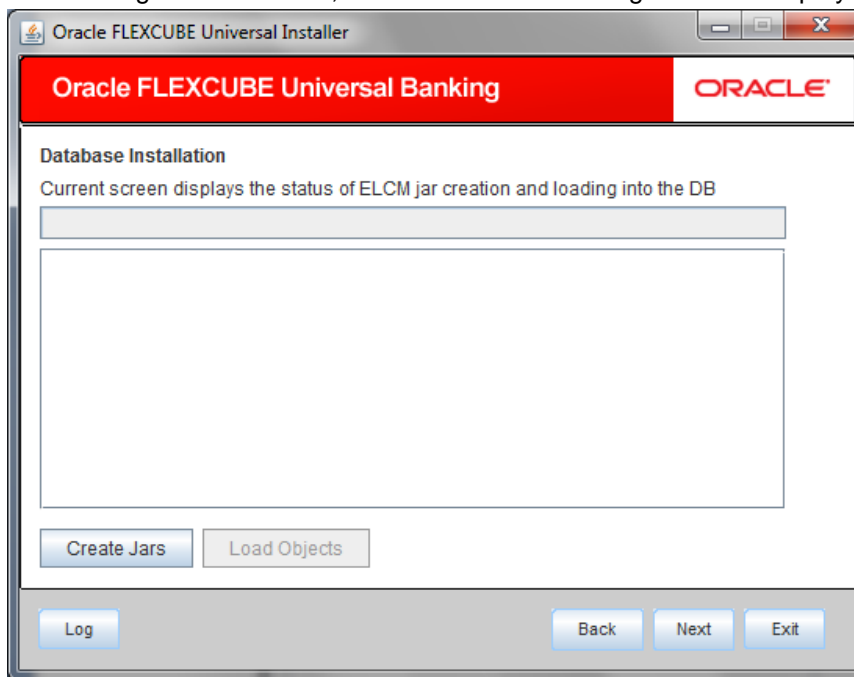 Oracle FLEXCUBE Universal Installer
Oracle FLEXCUBE Universal Banking
ORACLE
Database Installation
Current screen displays the status of ELCM jar creation and loading into the DB
Create Jars Load Objects
Log Back Next Exit